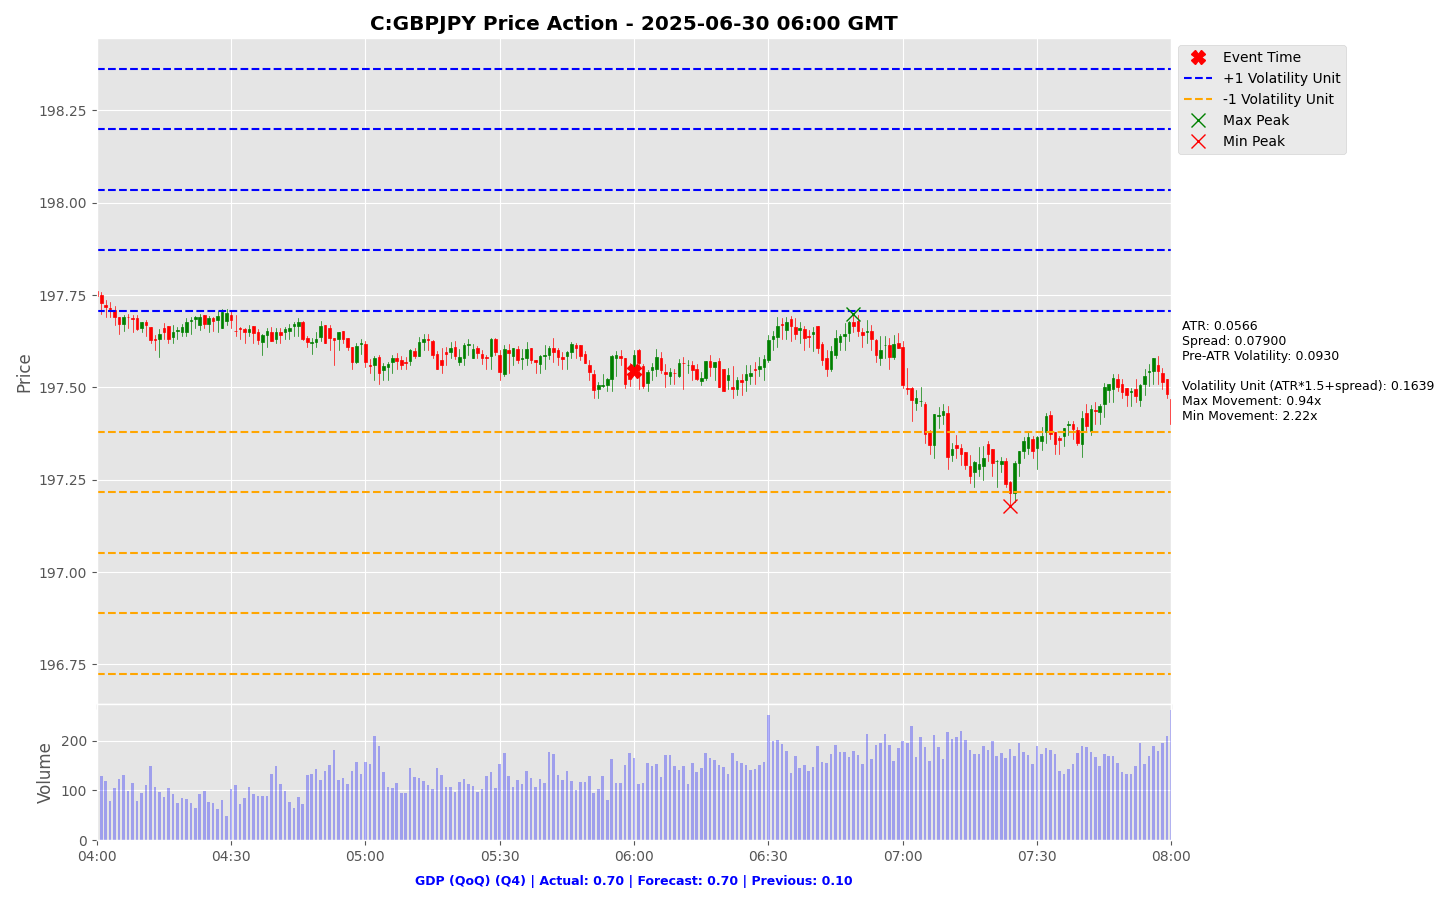 C:GBPJPY Price Action - 2025-06-30 06:00 GMT
Event Time
+1 Volatility Unit
-1 Volatility Unit
Max Peak
Min Peak
Price
198.25
198.00
197.75
197.50
197.25
197.00
196.75
ATR: 0.0566
Spread: 0.07900
Pre-ATR Volatility: 0.0930
Volatility Unit (ATR*1.5+spread): 0.1639
Max Movement: 0.94x
Min Movement: 2.22x
Volume
200
100
0
04:00 04:30 05:00 05:30 06:00 06:30 07:00 07:30 08:00
GDP (QoQ) (Q4) | Actual: 0.70 | Forecast: 0.70 | Previous: 0.10